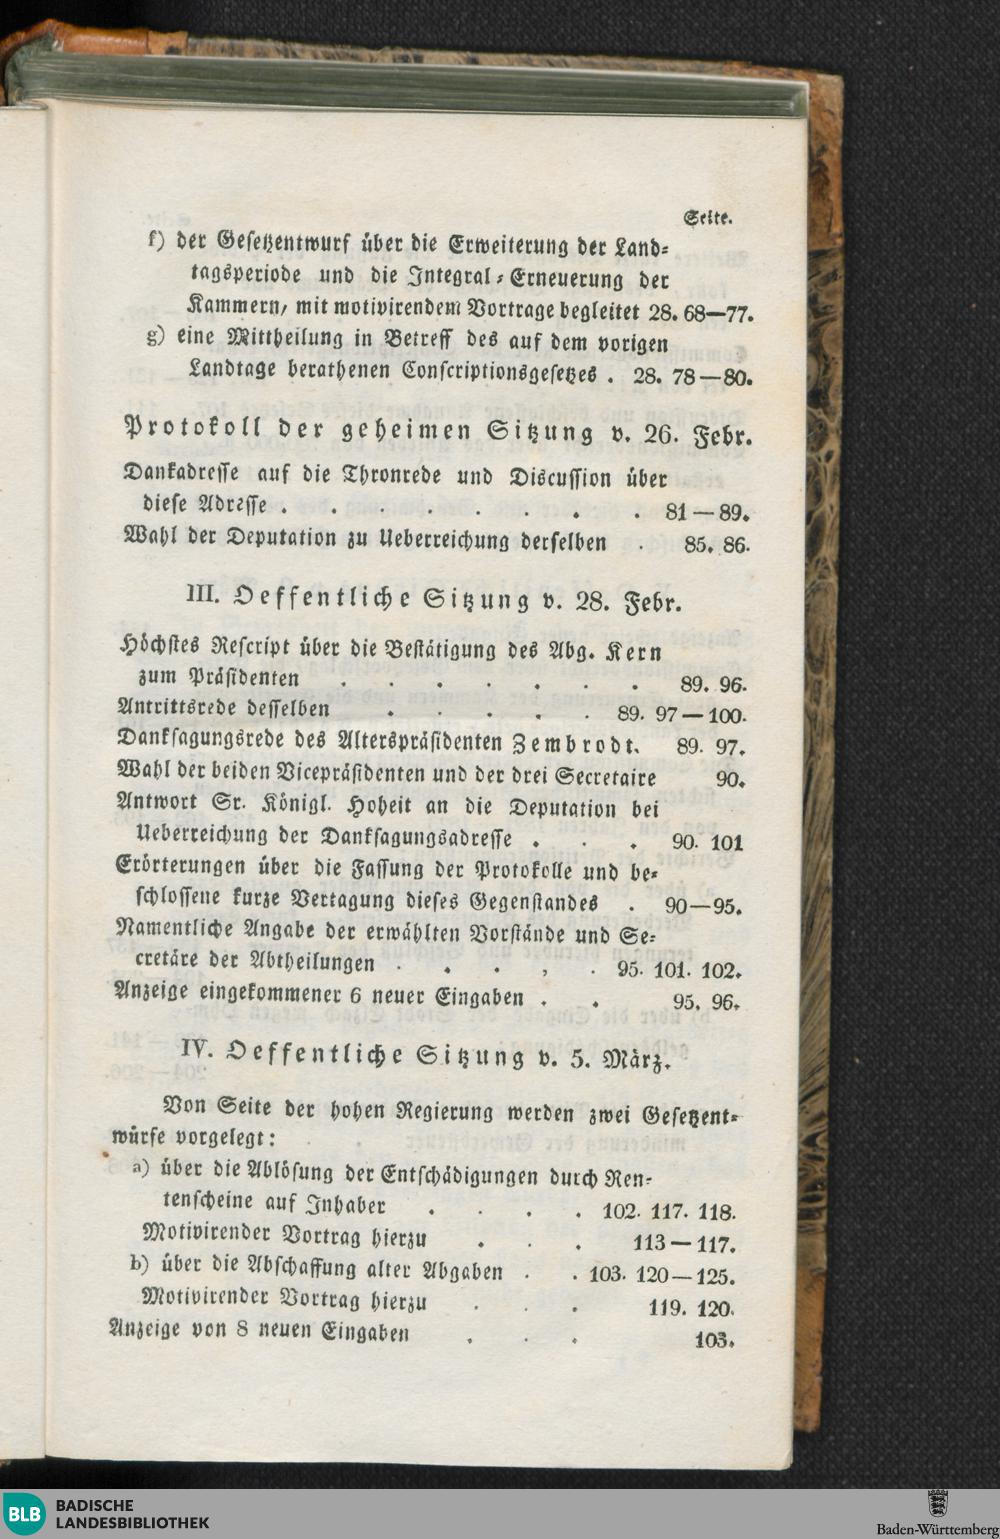 Seite.
f) der Gesetzentwurf über die Erweiterung der Land-
tagsperiode und die Integral-Erneuerung der
Kammern, mit motivirendem Vortrage begleitet 28. 68—77.
g) eine Mittheilung in Betreff des auf dem vorigen
Landtage berathenen Conscriptionsgesetzes . 28. 78—80.
Protokoll der geheimen Sitzung v. 26. Febr.
Dankadresse auf die Thronrede und Discussion über
diese Adresse . . . . . . . . 81—89.
Wahl der Deputation zu Ueberreichung derselben . 85. 86.
III. Oeffentliche Sitzung v. 28. Febr.
Höchstes Rescript über die Bestätigung des Abg. Kern
zum Präsidenten . . . . . . . 89. 96.
Antrittsrede desselben . . . . . 89. 97—100.
Danksagungsrede des Alterspräsidenten Zembrodt. 89. 97.
Wahl der beiden Vicepräsidenten und der drei Secretaire 90.
Antwort Sr. Königl. Hoheit an die Deputation bei
Ueberreichung der Danksagungsadresse . . . 90. 101
Erörterungen über die Fassung der Protokolle und be-
schlossene kurze Vertagung dieses Gegenstandes . 90—95.
Namentliche Angabe der erwählten Vorstände und Se-
cretäre der Abtheilungen . . . . . 95. 101. 102.
Anzeige eingekommener 6 neuer Eingaben . . 95. 96.
IV. Oeffentliche Sitzung v. 5. März.
Von Seite der hohen Regierung werden zwei Gesetzent-
würfe vorgelegt:
a) über die Ablösung der Entschädigungen durch Ren-
tenscheine auf Inhaber . . . . 102. 117. 118.
Motivirender Vortrag hierzu . . . 113—117.
b) über die Abschaffung alter Abgaben . . 103. 120—125.
Motivirender Vortrag hierzu . . . 119. 120.
Anzeige von 8 neuen Eingaben . . . 103.
BLB BADISCHE
LANDESBIBLIOTHEK
Baden-Württemberg